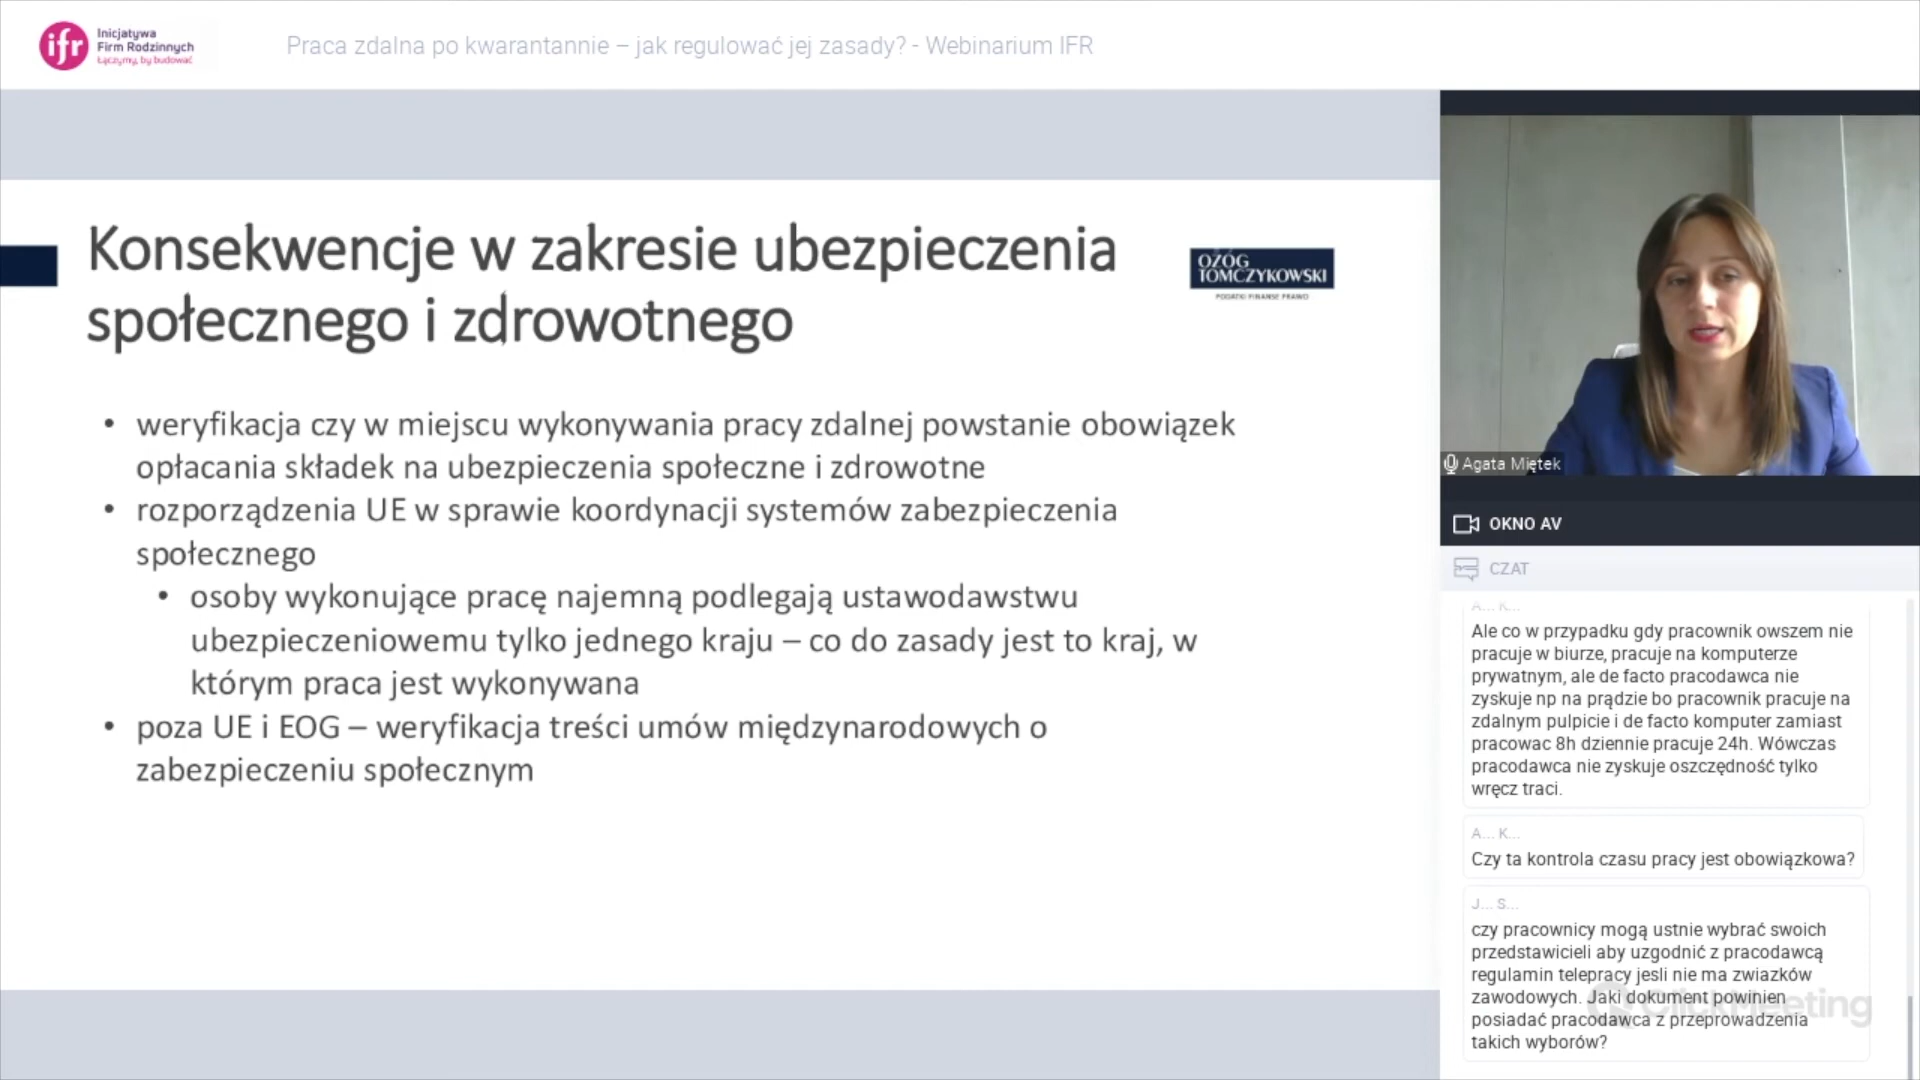 ifr
Inicjatywa
Firm Rodzinnych
Łączymy, by budować
Praca zdalna po kwarantannie – jak regulować jej zasady? - Webinarium IFR
Konsekwencje w zakresie ubezpieczenia
społecznego i zdrowotnego
OŻÓG
TOMCZYKOWSKI
PODATKI FINANSE PRAWO
• weryfikacja czy w miejscu wykonywania pracy zdalnej powstanie obowiązek
opłacania składek na ubezpieczenia społeczne i zdrowotne
• rozporządzenia UE w sprawie koordynacji systemów zabezpieczenia
społecznego
• osoby wykonujące pracę najemną podlegają ustawodawstwu
ubezpieczeniowemu tylko jednego kraju – co do zasady jest to kraj, w
którym praca jest wykonywana
• poza UE i EOG – weryfikacja treści umów międzynarodowych o
zabezpieczeniu społecznym
Agata Miętek
OKNO AV
CZAT
A... K...
Ale co w przypadku gdy pracownik owszem nie
pracuje w biurze, pracuje na komputerze
prywatnym, ale de facto pracodawca nie
zyskuje np na prądzie bo pracownik pracuje na
zdalnym pulpicie i de facto komputer zamiast
pracowac 8h dziennie pracuje 24h. Wówczas
pracodawca nie zyskuje oszczędność tylko
wręcz traci.
A... K...
Czy ta kontrola czasu pracy jest obowiązkowa?
J... S...
czy pracownicy mogą ustnie wybrać swoich
przedstawicieli aby uzgodnić z pracodawcą
regulamin telepracy jesli nie ma zwiazków
zawodowych. Jaki dokument powinien
posiadać pracodawca z przeprowadzenia
takich wyborów?
ClickMeeting